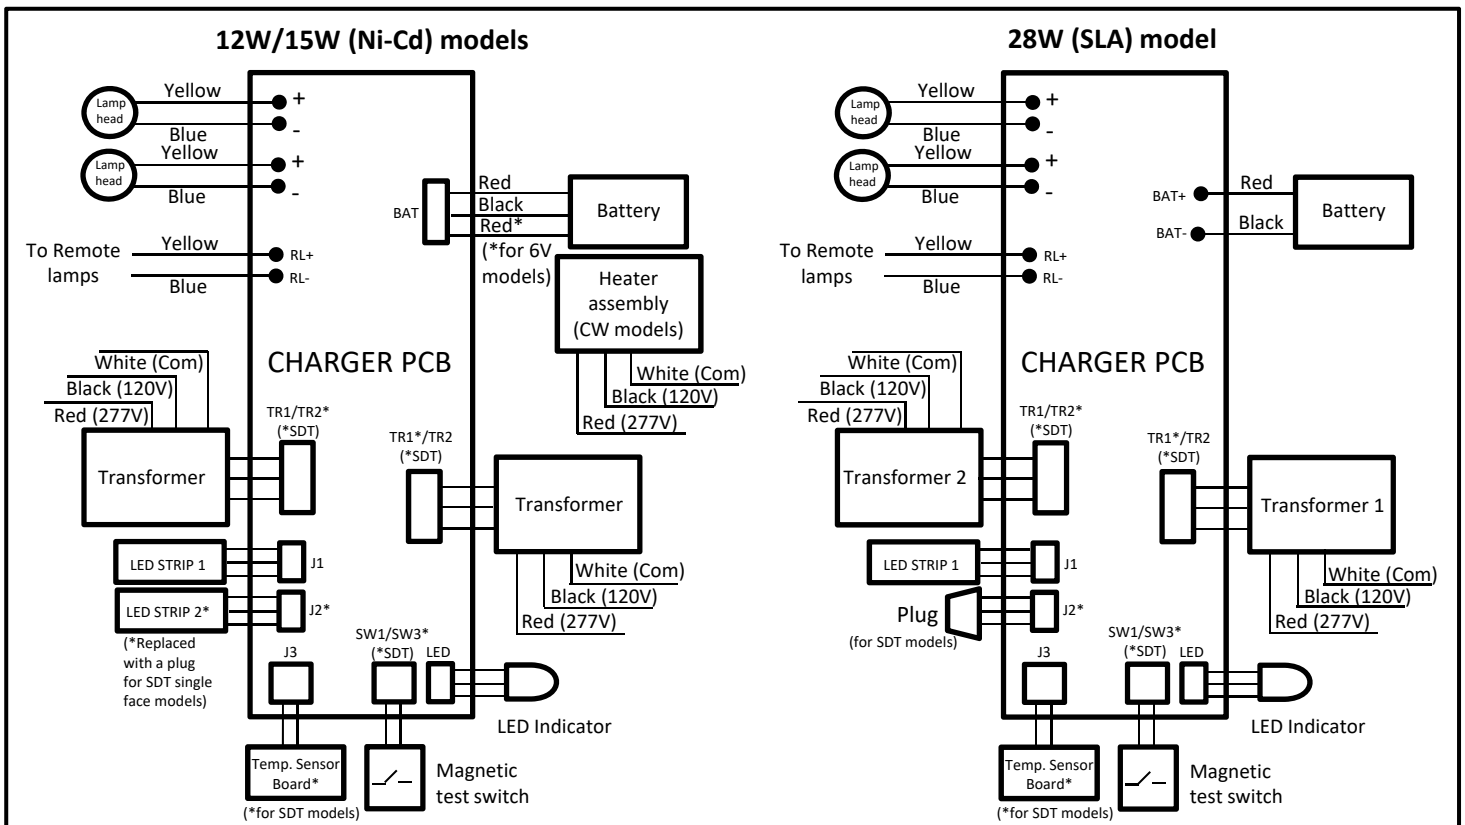 12W/15W (Ni-Cd) models
Lamp
head
Yellow
+
-
Blue
Lamp
head
Yellow
+
-
Blue
To Remote
lamps
Yellow
RL+
RL-
Blue
BAT
Red
Black
Red*
(*for 6V
models)
Battery
Heater
assembly
(CW models)
White (Com)
Black (120V)
Red (277V)
CHARGER PCB
White (Com)
Black (120V)
Red (277V)
Transformer
TR1/TR2*
(*SDT)
TR1*/TR2
(*SDT)
Transformer
White (Com)
Black (120V)
Red (277V)
LED STRIP 1
J1
LED STRIP 2*
J2*
(*Replaced
with a plug
for SDT single
face models)
J3
SW1/SW3*
(*SDT)
LED
LED Indicator
Temp. Sensor
Board*
(*for SDT models)
Magnetic
test switch
28W (SLA) model
Lamp
head
Yellow
+
-
Blue
Lamp
head
Yellow
+
-
Blue
To Remote
lamps
Yellow
RL+
RL-
Blue
BAT+
Red
BAT-
Black
Battery
CHARGER PCB
White (Com)
Black (120V)
Red (277V)
Transformer 2
TR1/TR2*
(*SDT)
TR1*/TR2
(*SDT)
Transformer 1
White (Com)
Black (120V)
Red (277V)
LED STRIP 1
J1
Plug
J2*
(for SDT models)
J3
SW1/SW3*
(*SDT)
LED
LED Indicator
Temp. Sensor
Board*
(*for SDT models)
Magnetic
test switch